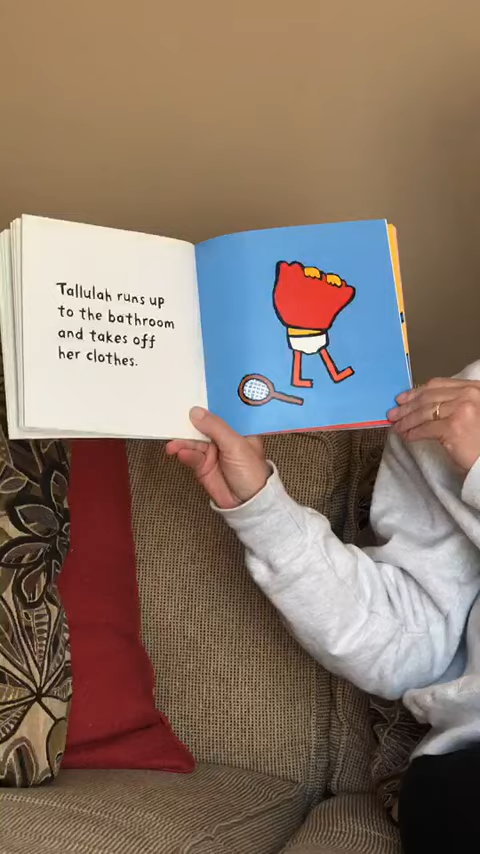 Tallulah runs up
to the bathroom
and takes off
her clothes.